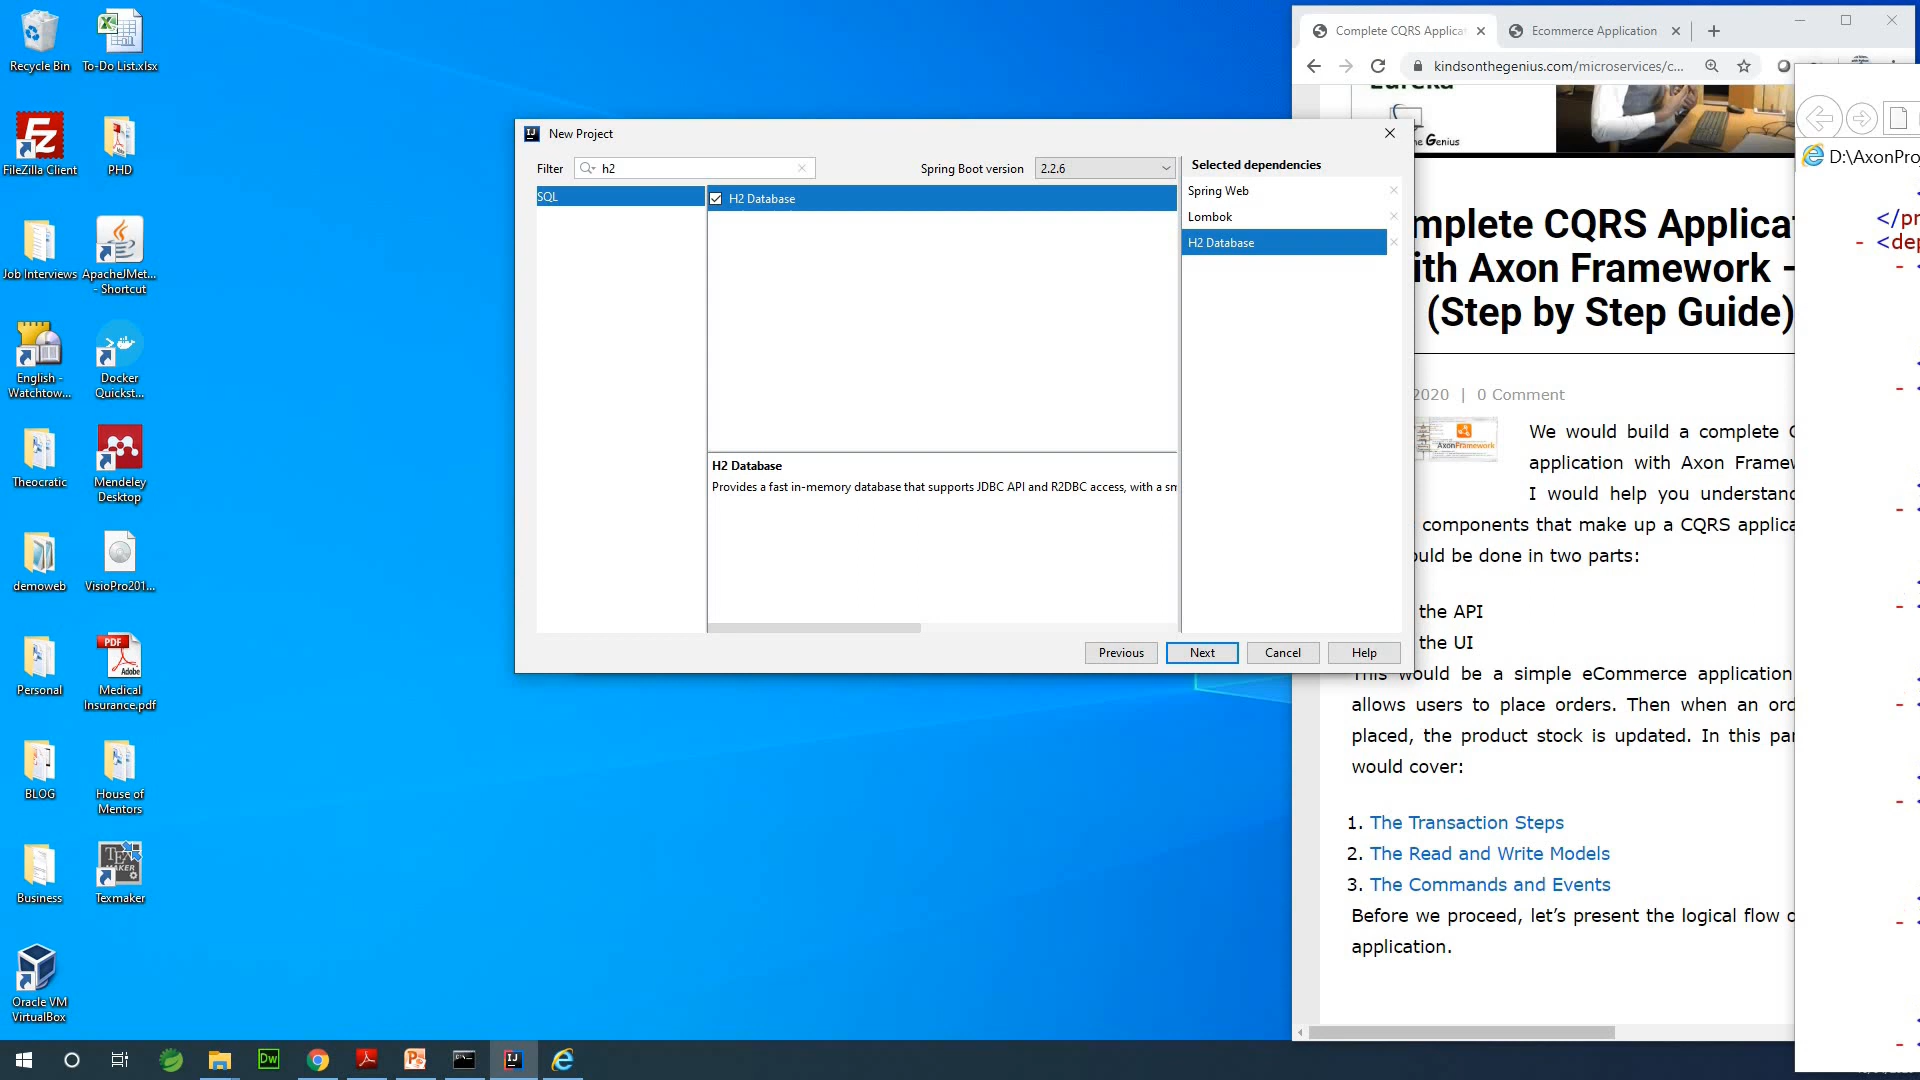 Recycle Bin
To-Do List.xlsx
FileZilla Client
PHD
Job Interviews
ApacheJMet...
- Shortcut
English -
Watchtow...
Docker
Quickst...
Theocratic
Mendeley
Desktop
demoweb
VisioPro201...
Personal
Medical
Insurance.pdf
BLOG
House of
Mentors
Business
Texmaker
Oracle VM
VirtualBox
New Project
Filter
h2
Spring Boot version
2.2.6
SQL
H2 Database
H2 Database
Provides a fast in-memory database that supports JDBC API and R2DBC access, with a sm
Selected dependencies
Spring Web
Lombok
H2 Database
Previous
Next
Cancel
Help
Complete CQRS Applica
Ecommerce Application
kindsonthegenius.com/microservices/c...
Eureka
Genius
mplete CQRS Applica
ith Axon Framework -
(Step by Step Guide)
2020 | 0 Comment
AxonFramework
We would build a complete C
application with Axon Framew
I would help you understand
components that make up a CQRS applica
ould be done in two parts:
the API
the UI
This would be a simple eCommerce application
allows users to place orders. Then when an ord
placed, the product stock is updated. In this par
would cover:
1. The Transaction Steps
2. The Read and Write Models
3. The Commands and Events
Before we proceed, let’s present the logical flow o
application.
D:\AxonPro
</pr
- <dep